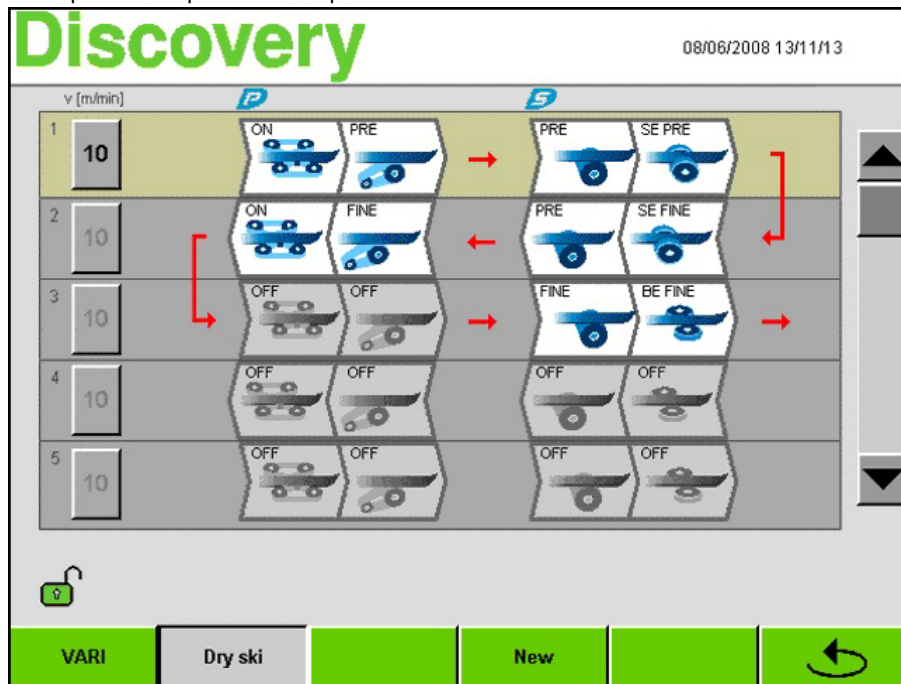 Discovery
08/06/2008 13/11/13
v [m/min]
P
S
1
10
ON
PRE
PRE
SE PRE
2
10
ON
FINE
PRE
SE FINE
3
10
OFF
OFF
FINE
BE FINE
4
10
OFF
OFF
OFF
OFF
5
10
OFF
OFF
OFF
OFF
VARI
Dry ski
New